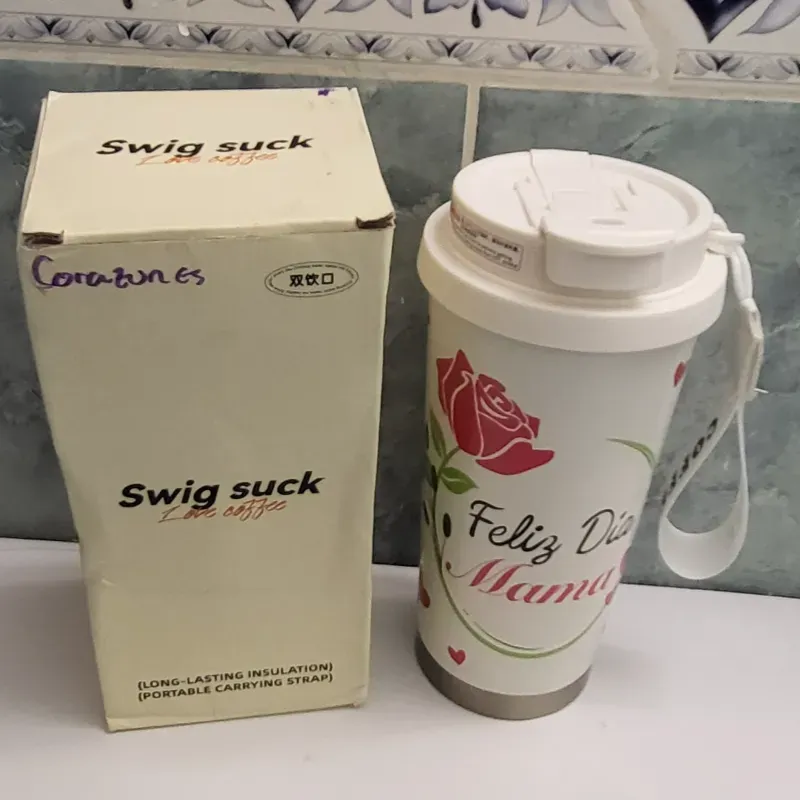 Swig suck
Love coffee
Corazones
双饮口
Swig suck
Love coffee
(LONG-LASTING INSULATION)
(PORTABLE CARRYING STRAP)
Feliz Dia
Mama